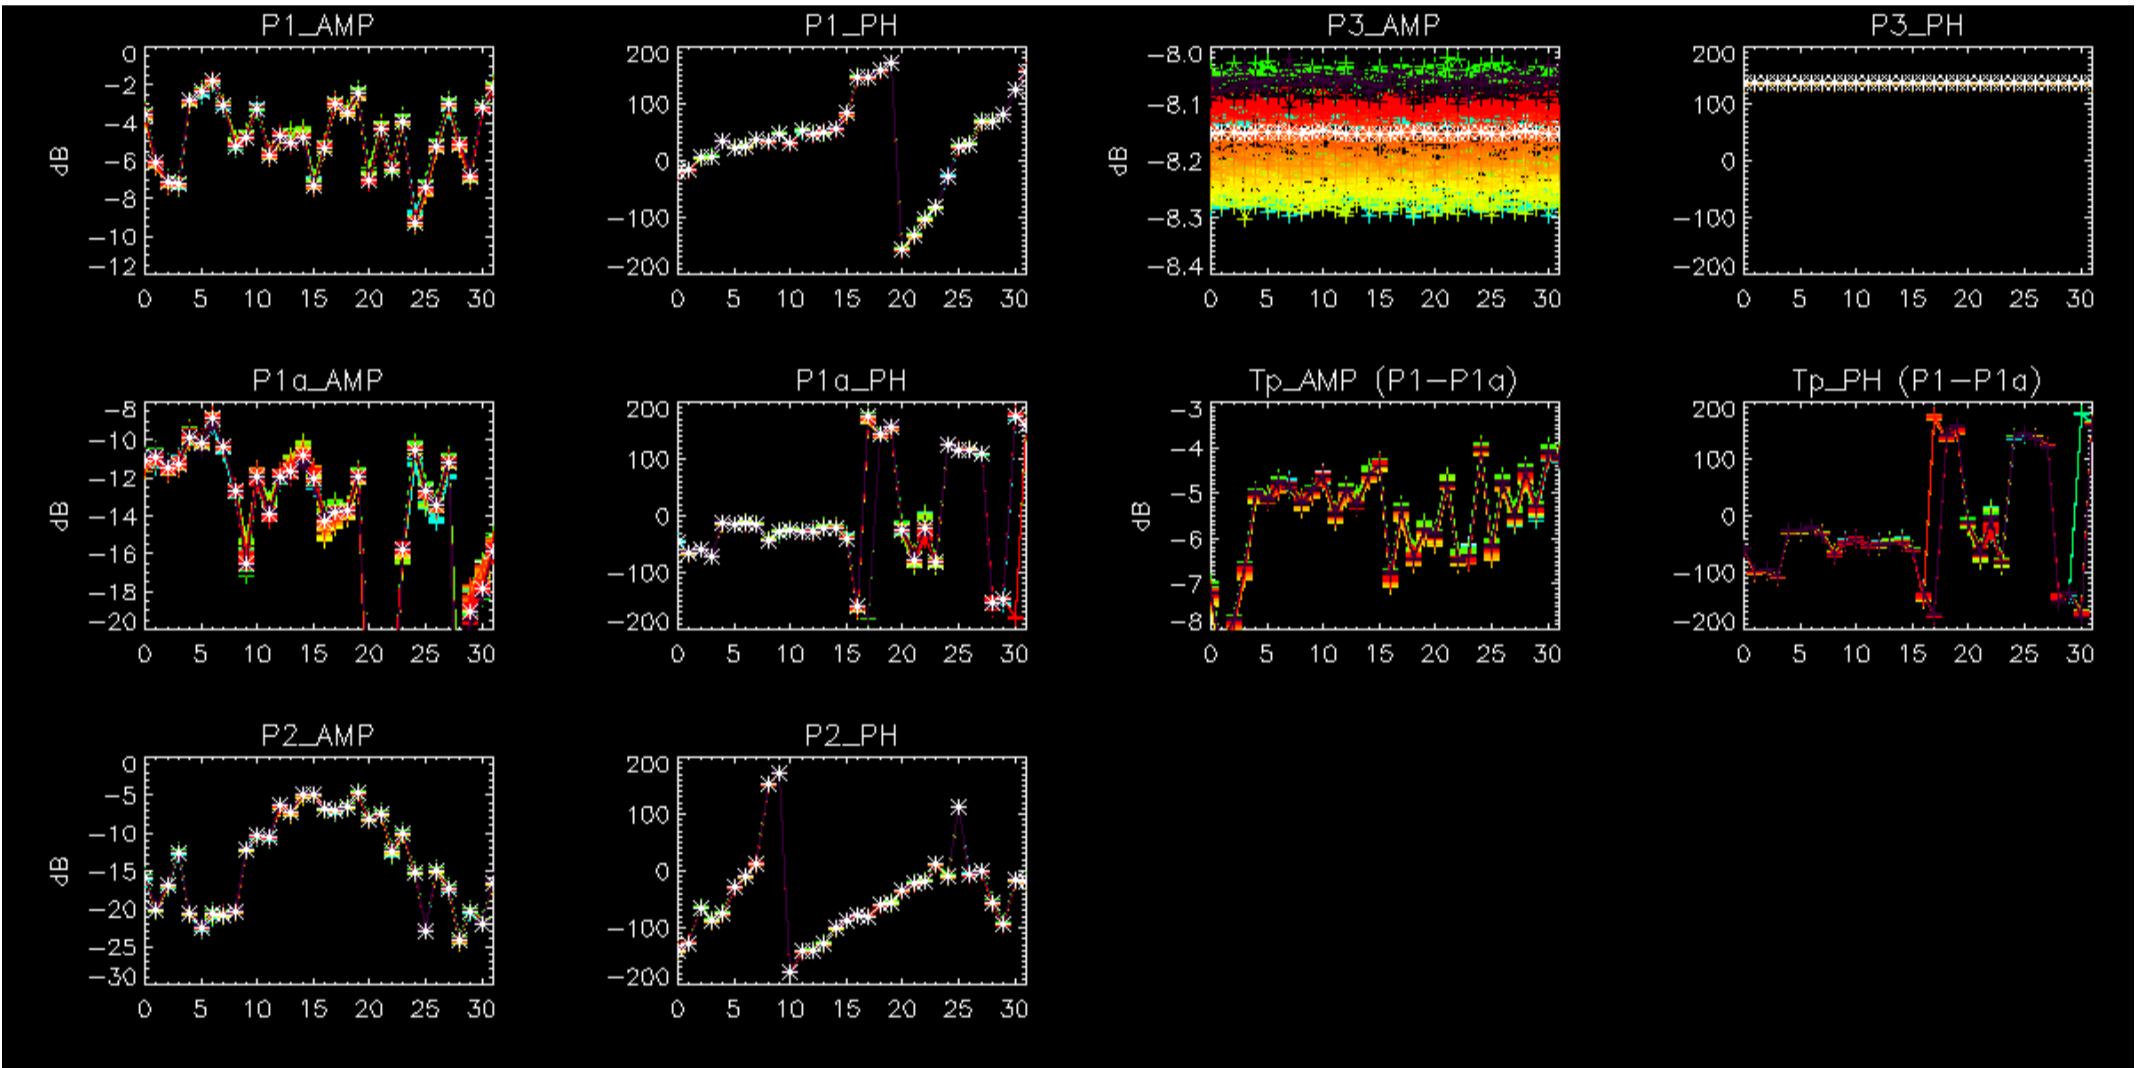 P1_AMP
0
−2
−4
−6
−8
−10
−12
dB
0 5 10 15 20 25 30
P1_PH
200
100
0
−100
−200
0 5 10 15 20 25 30
P3_AMP
−8.0
−8.1
−8.2
−8.3
−8.4
dB
0 5 10 15 20 25 30
P3_PH
200
100
0
−100
−200
0 5 10 15 20 25 30
P1a_AMP
−8
−10
−12
−14
−16
−18
−20
dB
0 5 10 15 20 25 30
P1a_PH
200
100
0
−100
−200
0 5 10 15 20 25 30
Tp_AMP (P1−P1a)
−3
−4
−5
−6
−7
−8
dB
0 5 10 15 20 25 30
Tp_PH (P1−P1a)
200
100
0
−100
−200
0 5 10 15 20 25 30
P2_AMP
0
−5
−10
−15
−20
−25
−30
dB
0 5 10 15 20 25 30
P2_PH
200
100
0
−100
−200
0 5 10 15 20 25 30